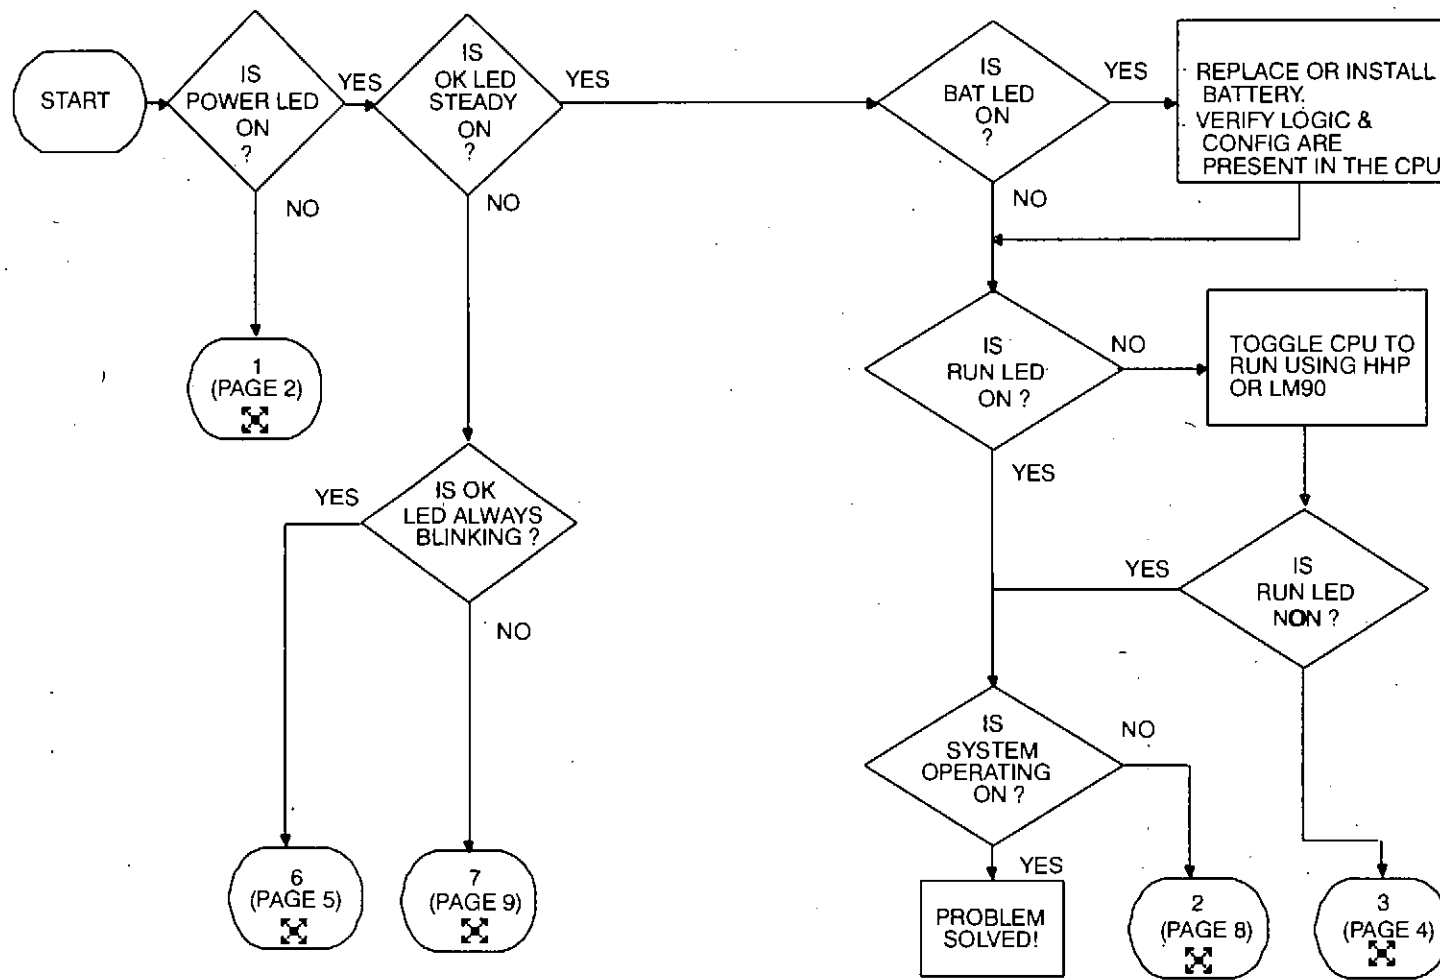 START
IS
POWER LED
ON
?
YES
NO
IS
OK LED
STEADY
ON
?
YES
NO
IS
BAT LED
ON
?
YES
NO
REPLACE OR INSTALL
BATTERY.
VERIFY LOGIC &
CONFIG ARE
PRESENT IN THE CPU
1
(PAGE 2)
IS
RUN LED
ON ?
NO
YES
TOGGLE CPU TO
RUN USING HHP
OR LM90
IS OK
LED ALWAYS
BLINKING ?
YES
NO
IS
RUN LED
NON ?
YES
IS
SYSTEM
OPERATING
ON ?
NO
YES
6
(PAGE 5)
7
(PAGE 9)
PROBLEM
SOLVED!
2
(PAGE 8)
3
(PAGE 4)